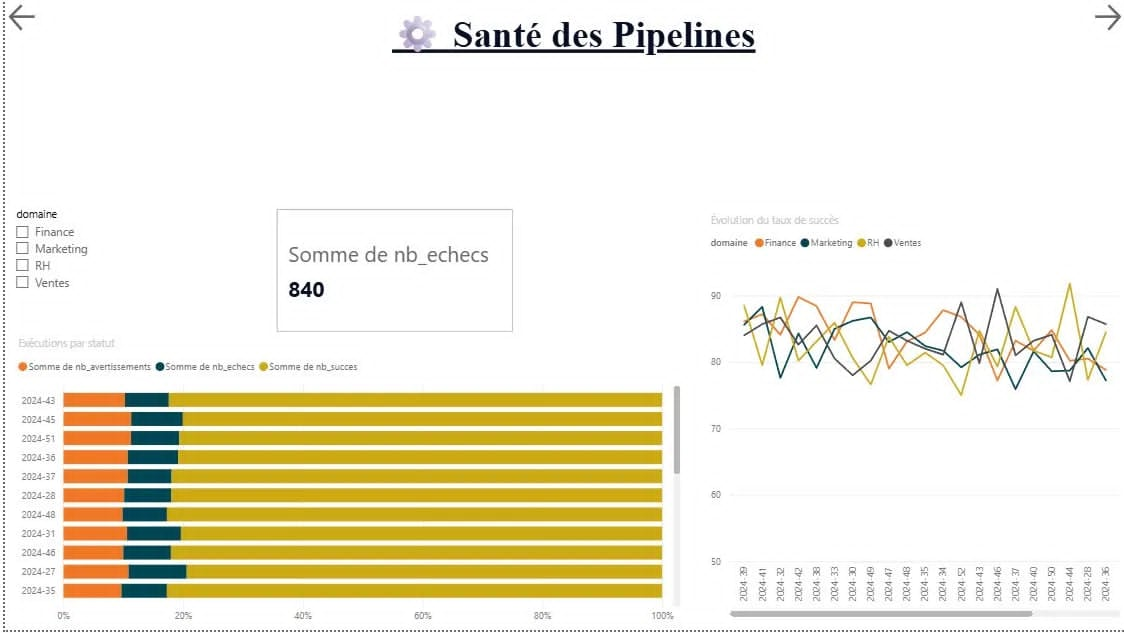 Santé des Pipelines
domaine
Finance
Marketing
RH
Ventes
Somme de nb_echecs
840
Exécutions par statut
Somme de nb_avertissements Somme de nb_echecs Somme de nb_succes
2024-43
2024-45
2024-51
2024-36
2024-37
2024-28
2024-48
2024-31
2024-46
2024-27
2024-35
0% 20% 40% 60% 80% 100%
Évolution du taux de succès
domaine Finance Marketing RH Ventes
90
80
70
60
50
2024-39 2024-41 2024-32 2024-42 2024-38 2024-33 2024-30 2024-49 2024-47 2024-48 2024-35 2024-34 2024-52 2024-43 2024-46 2024-37 2024-40 2024-50 2024-44 2024-28 2024-36